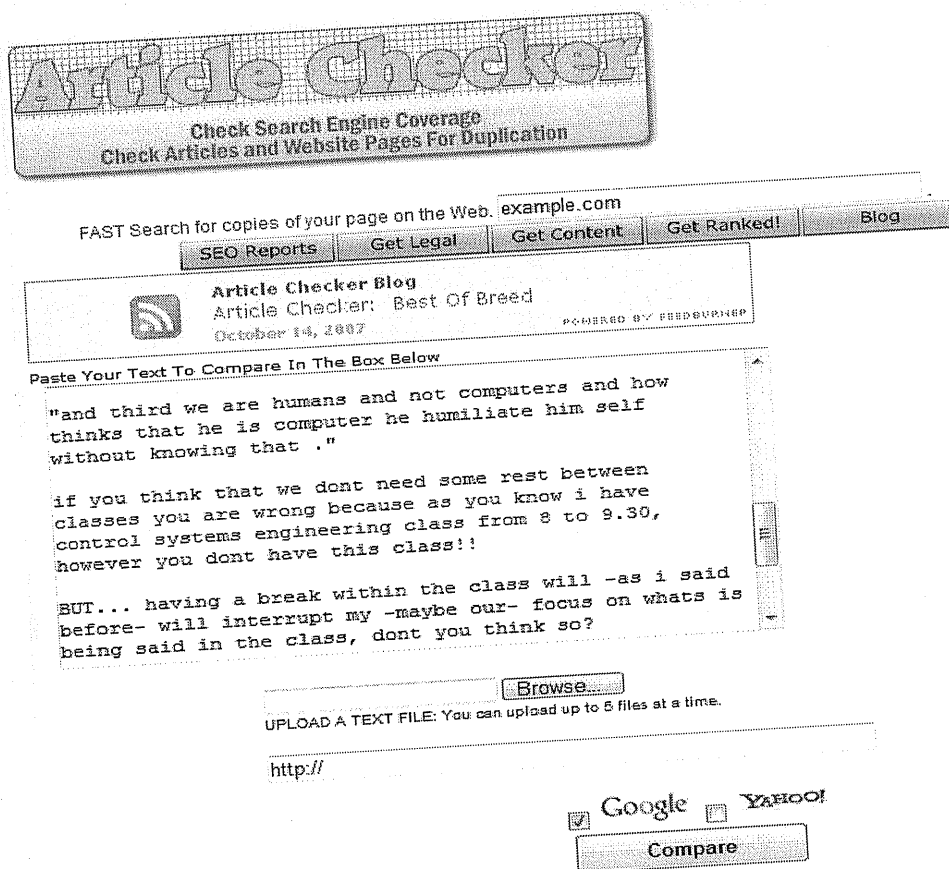 Article Checker
Check Search Engine Coverage
Check Articles and Website Pages For Duplication
FAST Search for copies of your page on the Web. example.com
SEO Reports Get Legal Get Content Get Ranked! Blog
Article Checker Blog
Article Checker: Best Of Breed
October 14, 2007
POWERED BY FEEDBURNER
Paste Your Text To Compare In The Box Below
"and third we are humans and not computers and how
thinks that he is computer he humiliate him self
without knowing that ."
if you think that we dont need some rest between
classes you are wrong because as you know i have
control systems engineering class from 8 to 9.30,
however you dont have this class!!
BUT... having a break within the class will -as i said
before- will interrupt my -maybe our- focus on whats is
being said in the class, dont you think so?
Browse...
UPLOAD A TEXT FILE: You can upload up to 5 files at a time.
http://
Google YAHOO!
Compare